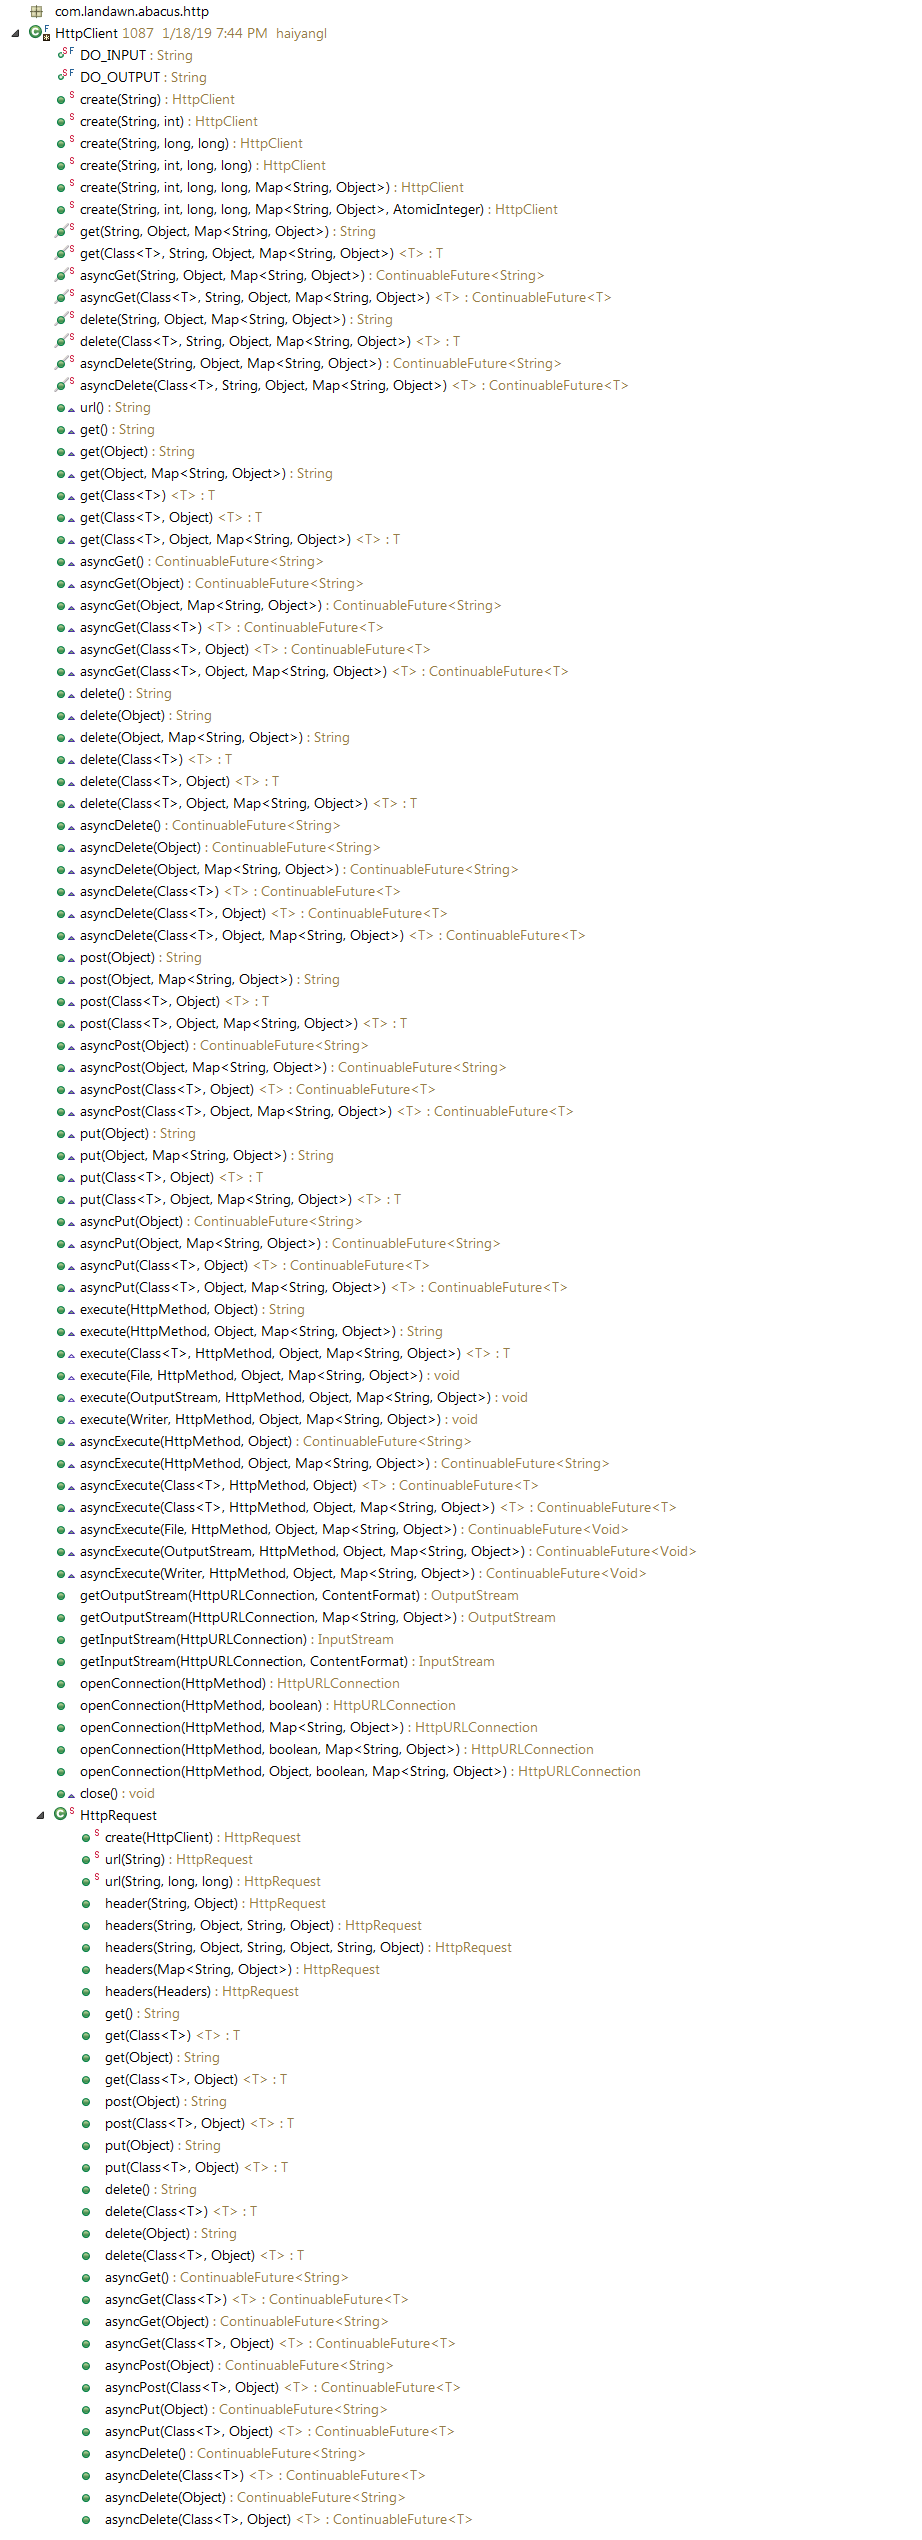 com.landawn.abacus.http
HttpClient 1087 1/18/19 7:44 PM haiyangl
DO_INPUT : String
DO_OUTPUT : String
create(String) : HttpClient
create(String, int) : HttpClient
create(String, long, long) : HttpClient
create(String, int, long, long) : HttpClient
create(String, int, long, long, Map<String, Object>) : HttpClient
create(String, int, long, long, Map<String, Object>, AtomicInteger) : HttpClient
get(String, Object, Map<String, Object>) : String
get(Class<T>, String, Object, Map<String, Object>) <T> : T
asyncGet(String, Object, Map<String, Object>) : ContinuableFuture<String>
asyncGet(Class<T>, String, Object, Map<String, Object>) <T> : ContinuableFuture<T>
delete(String, Object, Map<String, Object>) : String
delete(Class<T>, String, Object, Map<String, Object>) <T> : T
asyncDelete(String, Object, Map<String, Object>) : ContinuableFuture<String>
asyncDelete(Class<T>, String, Object, Map<String, Object>) <T> : ContinuableFuture<T>
url() : String
get() : String
get(Object) : String
get(Object, Map<String, Object>) : String
get(Class<T>) <T> : T
get(Class<T>, Object) <T> : T
get(Class<T>, Object, Map<String, Object>) <T> : T
asyncGet() : ContinuableFuture<String>
asyncGet(Object) : ContinuableFuture<String>
asyncGet(Object, Map<String, Object>) : ContinuableFuture<String>
asyncGet(Class<T>) <T> : ContinuableFuture<T>
asyncGet(Class<T>, Object) <T> : ContinuableFuture<T>
asyncGet(Class<T>, Object, Map<String, Object>) <T> : ContinuableFuture<T>
delete() : String
delete(Object) : String
delete(Object, Map<String, Object>) : String
delete(Class<T>) <T> : T
delete(Class<T>, Object) <T> : T
delete(Class<T>, Object, Map<String, Object>) <T> : T
asyncDelete() : ContinuableFuture<String>
asyncDelete(Object) : ContinuableFuture<String>
asyncDelete(Object, Map<String, Object>) : ContinuableFuture<String>
asyncDelete(Class<T>) <T> : ContinuableFuture<T>
asyncDelete(Class<T>, Object) <T> : ContinuableFuture<T>
asyncDelete(Class<T>, Object, Map<String, Object>) <T> : ContinuableFuture<T>
post(Object) : String
post(Object, Map<String, Object>) : String
post(Class<T>, Object) <T> : T
post(Class<T>, Object, Map<String, Object>) <T> : T
asyncPost(Object) : ContinuableFuture<String>
asyncPost(Object, Map<String, Object>) : ContinuableFuture<String>
asyncPost(Class<T>, Object) <T> : ContinuableFuture<T>
asyncPost(Class<T>, Object, Map<String, Object>) <T> : ContinuableFuture<T>
put(Object) : String
put(Object, Map<String, Object>) : String
put(Class<T>, Object) <T> : T
put(Class<T>, Object, Map<String, Object>) <T> : T
asyncPut(Object) : ContinuableFuture<String>
asyncPut(Object, Map<String, Object>) : ContinuableFuture<String>
asyncPut(Class<T>, Object) <T> : ContinuableFuture<T>
asyncPut(Class<T>, Object, Map<String, Object>) <T> : ContinuableFuture<T>
execute(HttpMethod, Object) : String
execute(HttpMethod, Object, Map<String, Object>) : String
execute(Class<T>, HttpMethod, Object, Map<String, Object>) <T> : T
execute(File, HttpMethod, Object, Map<String, Object>) : void
execute(OutputStream, HttpMethod, Object, Map<String, Object>) : void
execute(Writer, HttpMethod, Object, Map<String, Object>) : void
asyncExecute(HttpMethod, Object) : ContinuableFuture<String>
asyncExecute(HttpMethod, Object, Map<String, Object>) : ContinuableFuture<String>
asyncExecute(Class<T>, HttpMethod, Object) <T> : ContinuableFuture<T>
asyncExecute(Class<T>, HttpMethod, Object, Map<String, Object>) <T> : ContinuableFuture<T>
asyncExecute(File, HttpMethod, Object, Map<String, Object>) : ContinuableFuture<Void>
asyncExecute(OutputStream, HttpMethod, Object, Map<String, Object>) : ContinuableFuture<Void>
asyncExecute(Writer, HttpMethod, Object, Map<String, Object>) : ContinuableFuture<Void>
getOutputStream(HttpURLConnection, ContentFormat) : OutputStream
getOutputStream(HttpURLConnection, Map<String, Object>) : OutputStream
getInputStream(HttpURLConnection) : InputStream
getInputStream(HttpURLConnection, ContentFormat) : InputStream
openConnection(HttpMethod) : HttpURLConnection
openConnection(HttpMethod, boolean) : HttpURLConnection
openConnection(HttpMethod, Map<String, Object>) : HttpURLConnection
openConnection(HttpMethod, boolean, Map<String, Object>) : HttpURLConnection
openConnection(HttpMethod, Object, boolean, Map<String, Object>) : HttpURLConnection
close() : void
HttpRequest
create(HttpClient) : HttpRequest
url(String) : HttpRequest
url(String, long, long) : HttpRequest
header(String, Object) : HttpRequest
headers(String, Object, String, Object) : HttpRequest
headers(String, Object, String, Object, String, Object) : HttpRequest
headers(Map<String, Object>) : HttpRequest
headers(Headers) : HttpRequest
get() : String
get(Class<T>) <T> : T
get(Object) : String
get(Class<T>, Object) <T> : T
post(Object) : String
post(Class<T>, Object) <T> : T
put(Object) : String
put(Class<T>, Object) <T> : T
delete() : String
delete(Class<T>) <T> : T
delete(Object) : String
delete(Class<T>, Object) <T> : T
asyncGet() : ContinuableFuture<String>
asyncGet(Class<T>) <T> : ContinuableFuture<T>
asyncGet(Object) : ContinuableFuture<String>
asyncGet(Class<T>, Object) <T> : ContinuableFuture<T>
asyncPost(Object) : ContinuableFuture<String>
asyncPost(Class<T>, Object) <T> : ContinuableFuture<T>
asyncPut(Object) : ContinuableFuture<String>
asyncPut(Class<T>, Object) <T> : ContinuableFuture<T>
asyncDelete() : ContinuableFuture<String>
asyncDelete(Class<T>) <T> : ContinuableFuture<T>
asyncDelete(Object) : ContinuableFuture<String>
asyncDelete(Class<T>, Object) <T> : ContinuableFuture<T>